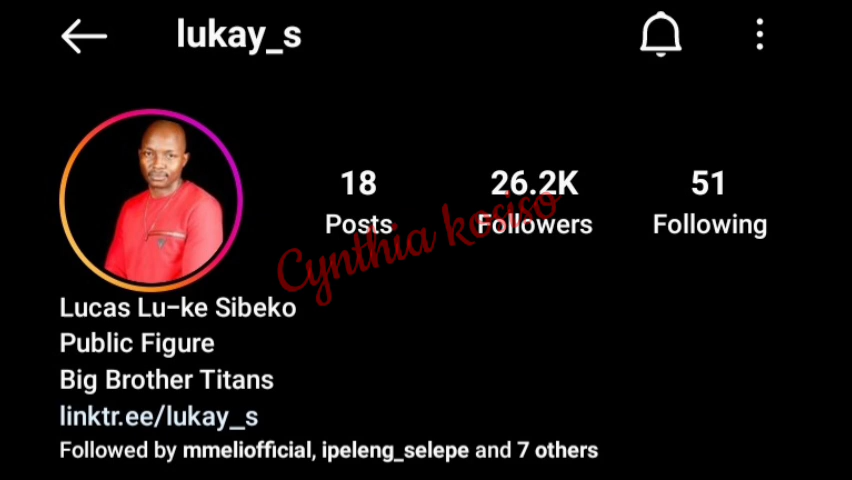 lukay_s
18
26.2K
51
Posts
Followers
Following
Cynthia kosiso
Lucas Lu-ke Sibeko
Public Figure
Big Brother Titans
linktr.ee/lukay_s
Followed by mmeliofficial, ipeleng_selepe and 7 others